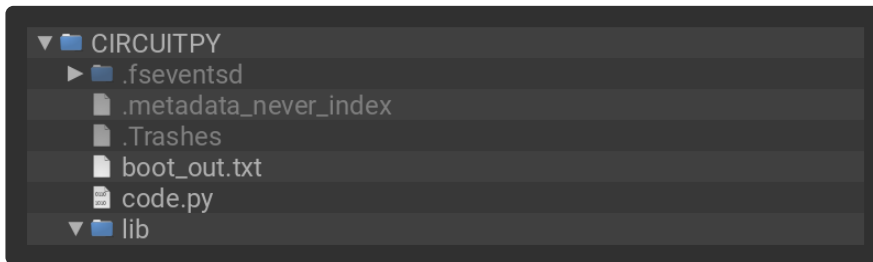 CIRCUITPY
.fseventsd
.metadata_never_index
.Trashes
boot_out.txt
code.py
lib